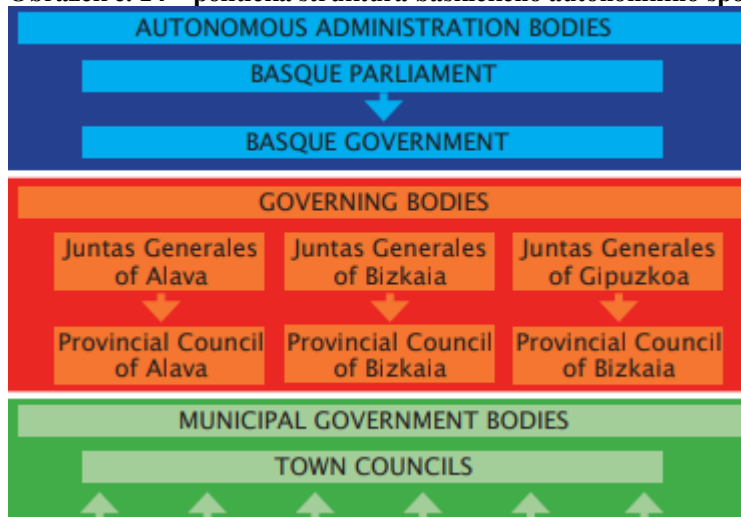 AUTONOMOUS ADMINISTRATION BODIES
BASQUE PARLIAMENT
BASQUE GOVERNMENT
GOVERNING BODIES
Juntas Generales
of Alava
Juntas Generales
of Bizkaia
Juntas Generales
of Gipuzkoa
Provincial Council
of Alava
Provincial Council
of Bizkaia
Provincial Council
of Bizkaia
MUNICIPAL GOVERNMENT BODIES
TOWN COUNCILS